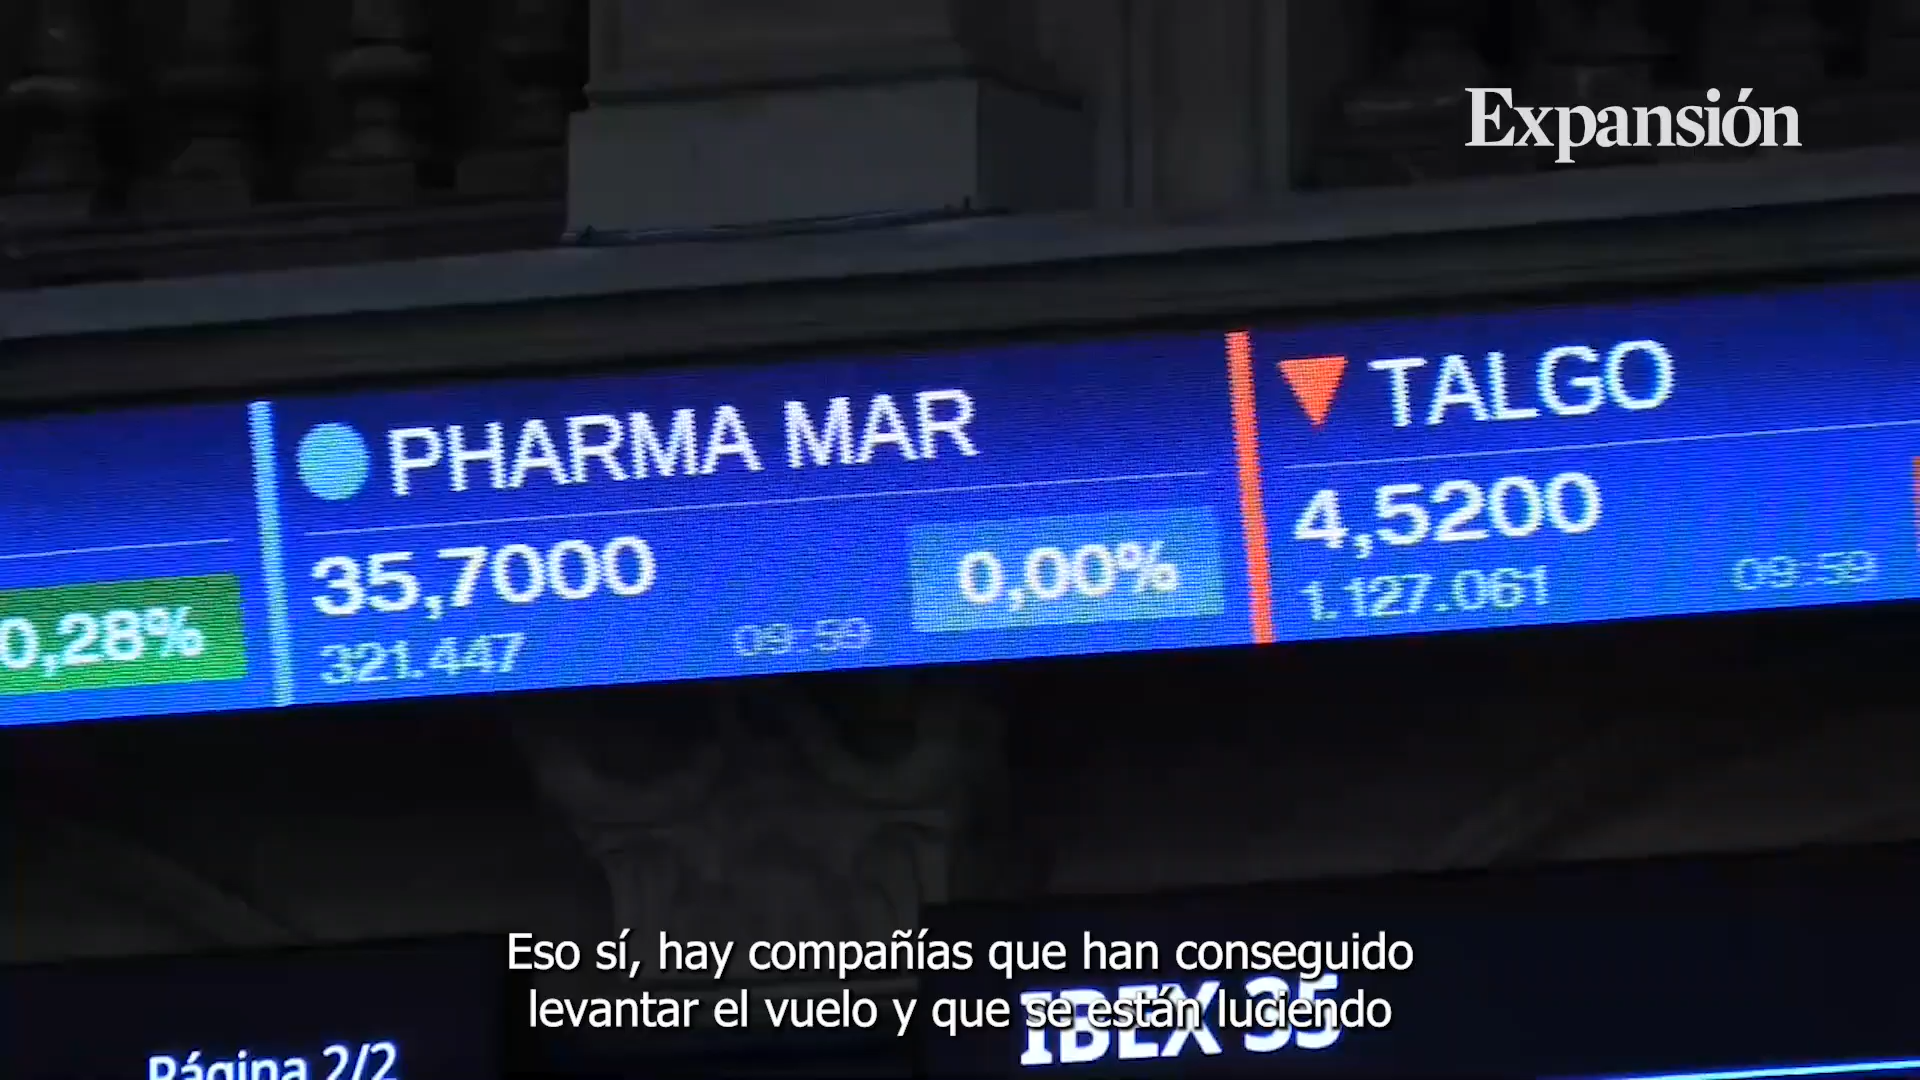 Expansión
PHARMA MAR
35,7000
0,00%
321.447
09:59
TALGO
4,5200
1.127.061
09:59
0,28%
Eso sí, hay compañías que han conseguido
levantar el vuelo y que se están luciendo
IBEX 35
Página 2/2